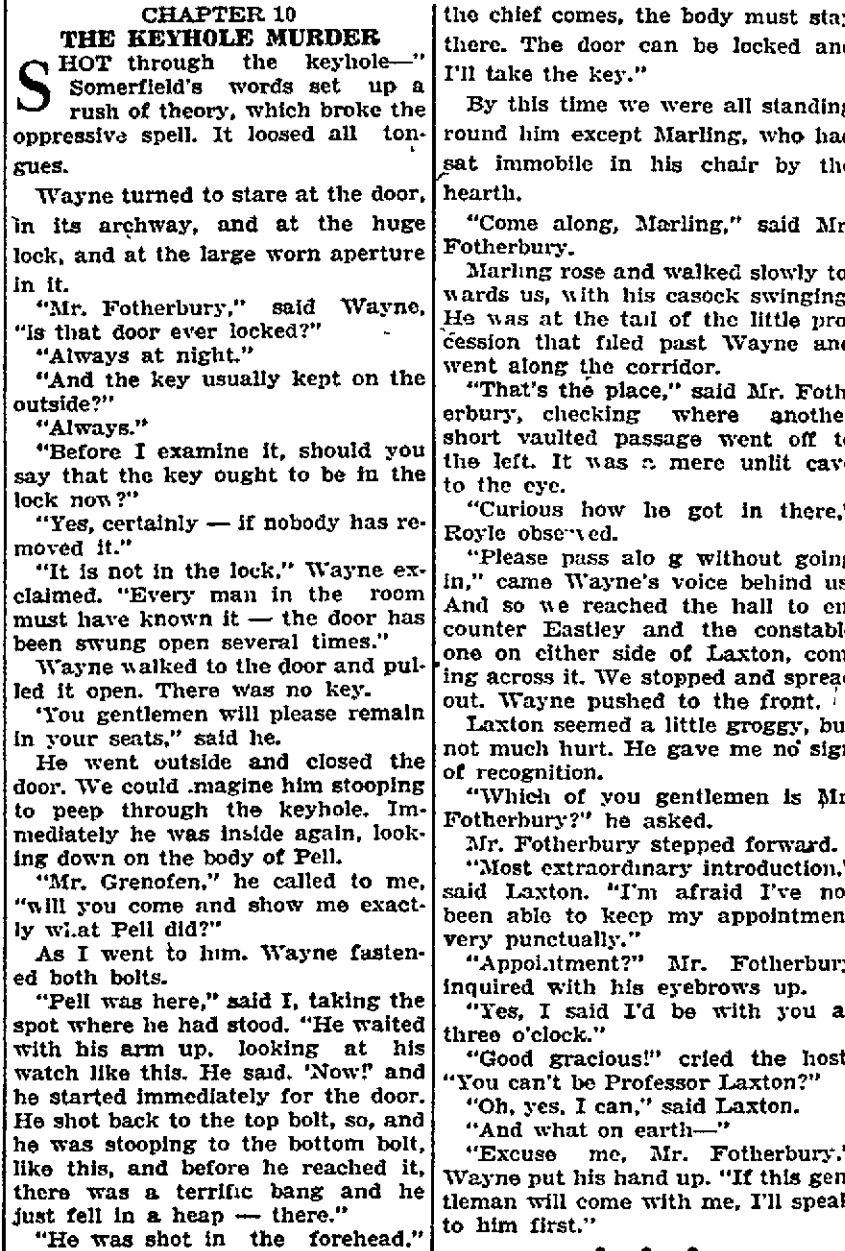 CHAPTER 10
THE KEYHOLE MURDER
SHOT through the keyhole—"
Somerfield's words set up a
rush of theory, which broke the
oppressive spell. It loosed all ton-
gues.
Wayne turned to stare at the door,
in its archway, and at the huge
lock, and at the large worn aperture
in it.
"Mr. Fotherbury," said Wayne,
"Is that door ever locked?"
"Always at night."
"And the key usually kept on the
outside?"
"Always."
"Before I examine it, should you
say that the key ought to be in the
lock now?"
"Yes, certainly — if nobody has re-
moved it."
"It is not in the lock," Wayne ex-
claimed. "Every man in the room
must have known it — the door has
been swung open several times."
Wayne walked to the door and pul-
led it open. There was no key.
'You gentlemen will please remain
in your seats," said he.
He went outside and closed the
door. We could .magine him stooping
to peep through the keyhole. Im-
mediately he was inside again, look-
ing down on the body of Pell.
"Mr. Grenofen," he called to me,
"will you come and show me exact-
ly wi.at Pell did?"
As I went to him. Wayne fasten-
ed both bolts.
"Pell was here," said I, taking the
spot where he had stood. "He waited
with his arm up, looking at his
watch like this. He said. 'Now!' and
he started immediately for the door.
He shot back to the top bolt, so, and
he was stooping to the bottom bolt,
like this, and before he reached it,
there was a terrific bang and he
just fell in a heap — there."
"He was shot in the forehead."
the chief comes, the body must stay
there. The door can be locked and
I'll take the key."
By this time we were all standing
round him except Marling, who had
sat immobile in his chair by the
hearth.
"Come along, Marling," said Mr
Fotherbury.
Marling rose and walked slowly to
wards us, with his casock swinging
He was at the tail of the little pro
cession that filed past Wayne and
went along the corridor.
"That's the place," said Mr. Foth
erbury, checking where anothe
short vaulted passage went off t
the left. It was a mere unlit cav
to the eye.
"Curious how he got in there,"
Royle observed.
"Please pass alo g without going
in," came Wayne's voice behind us
And so we reached the hall to en
counter Eastley and the constabl
one on either side of Laxton, com
ing across it. We stopped and spread
out. Wayne pushed to the front.
Laxton seemed a little groggy, bu
not much hurt. He gave me no sign
of recognition.
"Which of you gentlemen is Mr
Fotherbury?" he asked.
Mr. Fotherbury stepped forward.
"Most extraordinary introduction,"
said Laxton. "I'm afraid I've no
been able to keep my appointmen
very punctually."
"Appointment?" Mr. Fotherbury
inquired with his eyebrows up.
"Yes, I said I'd be with you a
three o'clock."
"Good gracious!" cried the host
"You can't be Professor Laxton?"
"Oh, yes, I can," said Laxton.
"And what on earth—"
"Excuse me, Mr. Fotherbury."
Wayne put his hand up. "If this gen
tleman will come with me, I'll speak
to him first."